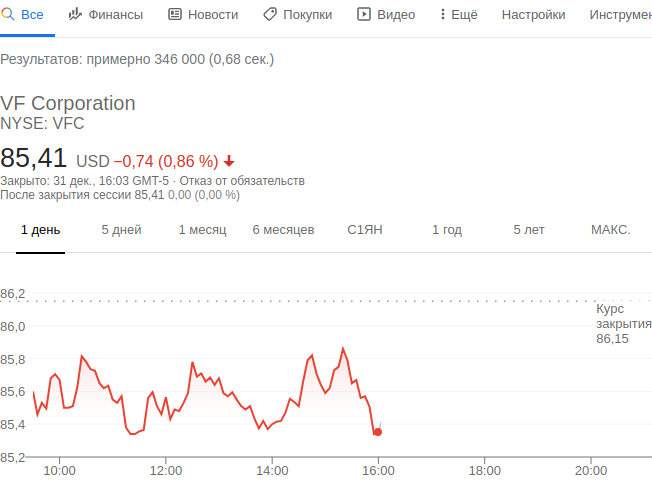 Все Финансы Новости Покупки Видео Ещё Настройки
Результатов: примерно 346 000 (0,68 сек.)
VF Corporation
NYSE: VFC
85,41 USD −0,74 (0,86 %)
Закрыто: 31 дек., 16:03 GMT-5 · Отказ от обязательств
После закрытия сессии 85,41 0,00 (0,00 %)
1 день 5 дней 1 месяц 6 месяцев С1ЯН 1 год 5 лет МАКС.
86,2
Курс
закрытия
86,15
86,0
85,8
85,6
85,4
85,2
10:00 12:00 14:00 16:00 18:00 20:00